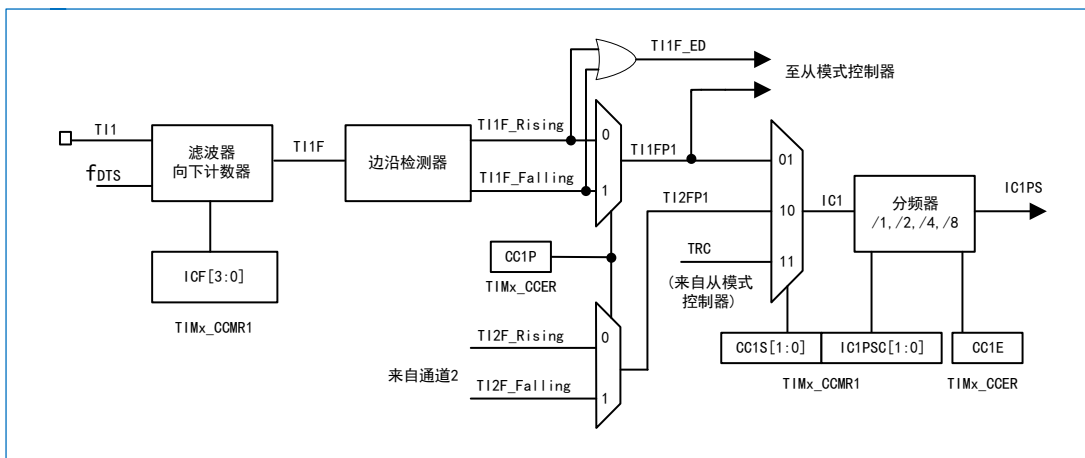 TI1F_ED
至从模式控制器
TI1
fDTS
滤波器
向下计数器
TI1F
边沿检测器
TI1F_Rising
TI1F_Falling
0
1
TI1FP1
TI2FP1
01
10
11
IC1
分频器
/1,/2,/4,/8
IC1PS
TRC
(来自从模式
控制器)
ICF[3:0]
TIMx_CCMR1
CC1P
TIMx_CCER
来自通道2
TI2F_Rising
TI2F_Falling
0
1
CC1S[1:0]
IC1PSC[1:0]
CC1E
TIMx_CCMR1
TIMx_CCER